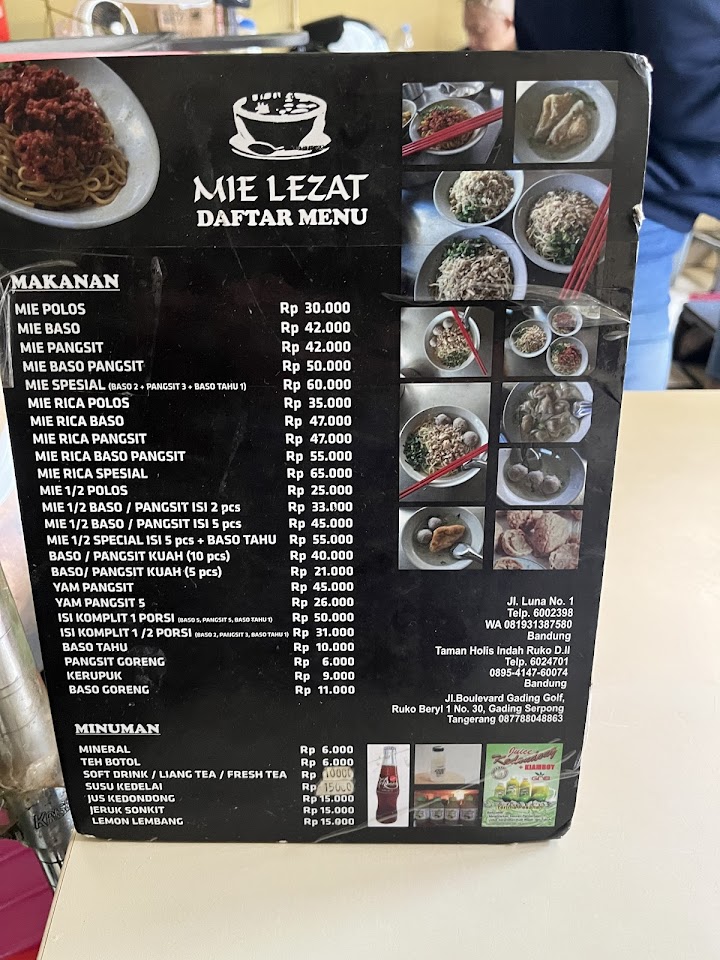 MIE LEZAT
DAFTAR MENU
MAKANAN
MIE POLOS Rp 30.000
MIE BASO Rp 42.000
MIE PANGSIT Rp 42.000
MIE BASO PANGSIT Rp 50.000
MIE SPESIAL (BASO 2 + PANGSIT 3 + BASO TAHU 1) Rp 60.000
MIE RICA POLOS Rp 35.000
MIE RICA BASO Rp 47.000
MIE RICA PANGSIT Rp 47.000
MIE RICA BASO PANGSIT Rp 55.000
MIE RICA SPESIAL Rp 65.000
MIE 1/2 POLOS Rp 25.000
MIE 1/2 BASO / PANGSIT ISI 2 pcs Rp 33.000
MIE 1/2 BASO / PANGSIT ISI 5 pcs Rp 45.000
MIE 1/2 SPECIAL ISI 5 pcs + BASO TAHU Rp 55.000
BASO / PANGSIT KUAH (10 pcs) Rp 40.000
BASO/ PANGSIT KUAH (5 pcs) Rp 21.000
YAM PANGSIT Rp 45.000
YAM PANGSIT 5 Rp 26.000
ISI KOMPLIT 1 PORSI (BASO 5, PANGSIT 5, BASO TAHU 1) Rp 50.000
ISI KOMPLIT 1 /2 PORSI (BASO 2, PANGSIT 3, BASO TAHU 1) Rp 31.000
BASO TAHU Rp 10.000
PANGSIT GORENG Rp 6.000
KERUPUK Rp 9.000
BASO GORENG Rp 11.000
MINUMAN
MINERAL Rp 6.000
TEH BOTOL Rp 6.000
SOFT DRINK / LIANG TEA / FRESH TEA Rp 10000
SUSU KEDELAI Rp 15000
JUS KEDONDONG Rp 15.000
JERUK SONKIT Rp 15.000
LEMON LEMBANG Rp 15.000
Jl. Luna No. 1
Telp. 6002398
WA 081931387580
Bandung
Taman Holis Indah Ruko D.II
Telp. 6024701
0895-4147-60074
Bandung
Jl.Boulevard Gading Golf,
Ruko Beryl 1 No. 30, Gading Serpong
Tangerang 087788048863
Juice
Kedondong
+ KIAMBOY